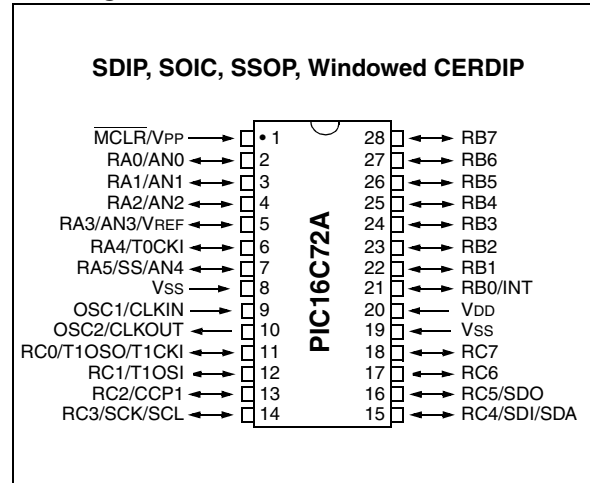 SDIP, SOIC, SSOP, Windowed CERDIP
MCLR/VPP 1 28 RB7
RA0/AN0 2 27 RB6
RA1/AN1 3 26 RB5
RA2/AN2 4 25 RB4
RA3/AN3/VREF 5 24 RB3
RA4/T0CKI 6 23 RB2
RA5/SS/AN4 7 22 RB1
VSS 8 21 RB0/INT
OSC1/CLKIN 9 20 VDD
OSC2/CLKOUT 10 19 VSS
RC0/T1OSO/T1CKI 11 18 RC7
RC1/T1OSI 12 17 RC6
RC2/CCP1 13 16 RC5/SDO
RC3/SCK/SCL 14 15 RC4/SDI/SDA
PIC16C72A